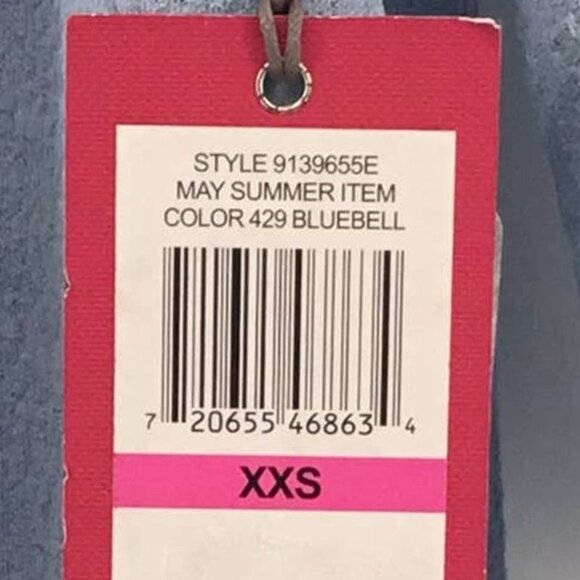 STYLE 9139655E
MAY SUMMER ITEM
COLOR 429 BLUEBELL
7 20655 46863 4
XXS